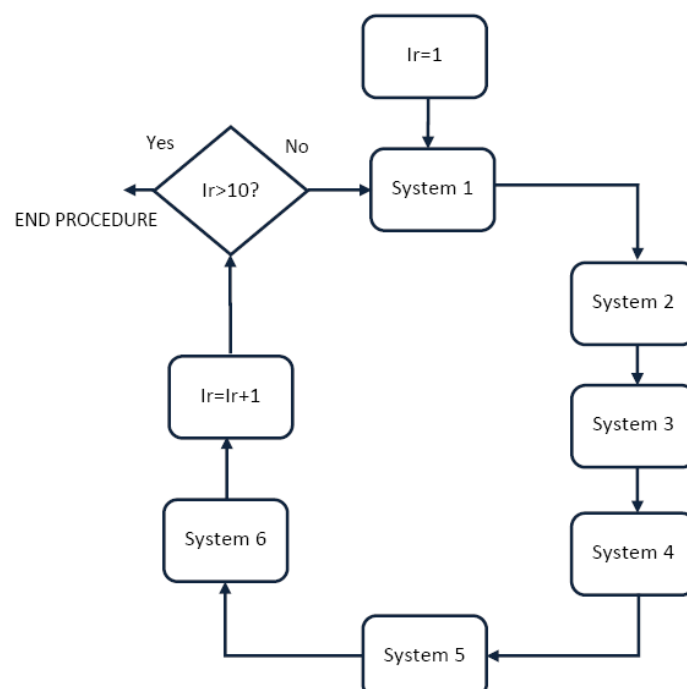 Ir=1
Yes
No
Ir>10?
System 1
END PROCEDURE
System 2
Ir=Ir+1
System 3
System 6
System 4
System 5